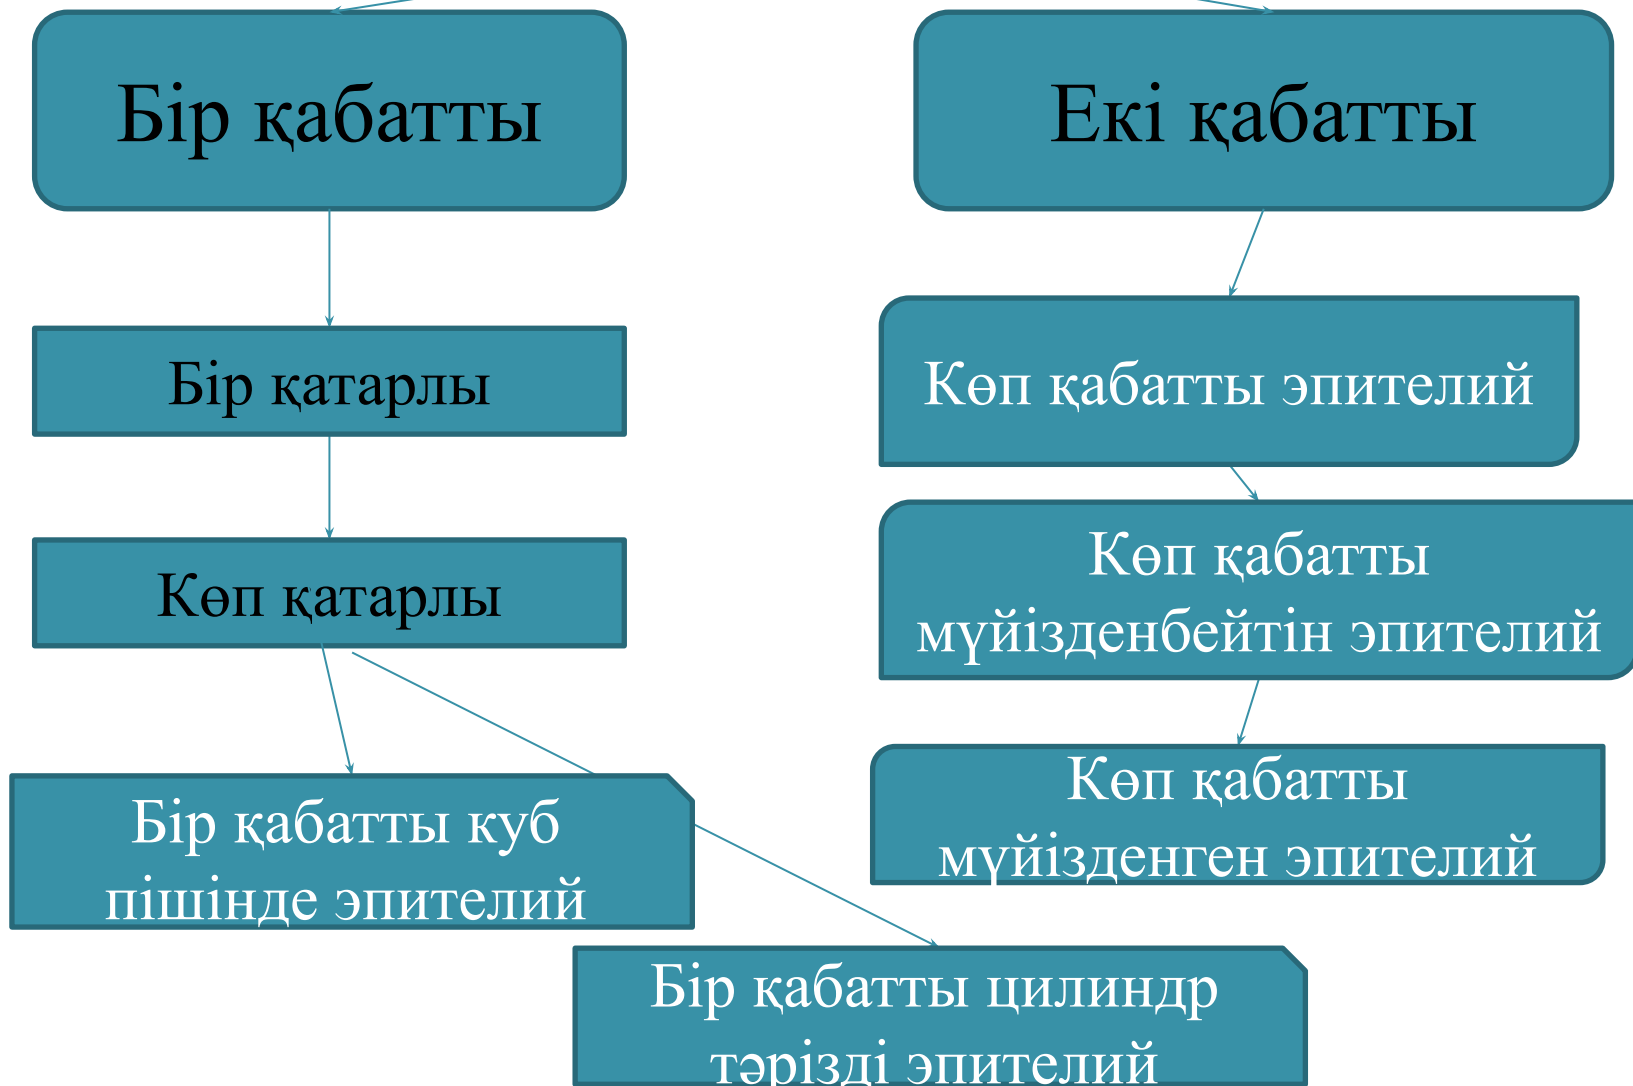 Бір қабатты
Бір қатарлы
Көп қатарлы
Бір қабатты куб
пішінде эпителий
Бір қабатты цилиндр
тәрізді эпителий
Екі қабатты
Көп қабатты эпителий
Көп қабатты
мүйізденбейтін эпителий
Көп қабатты
мүйізденген эпителий